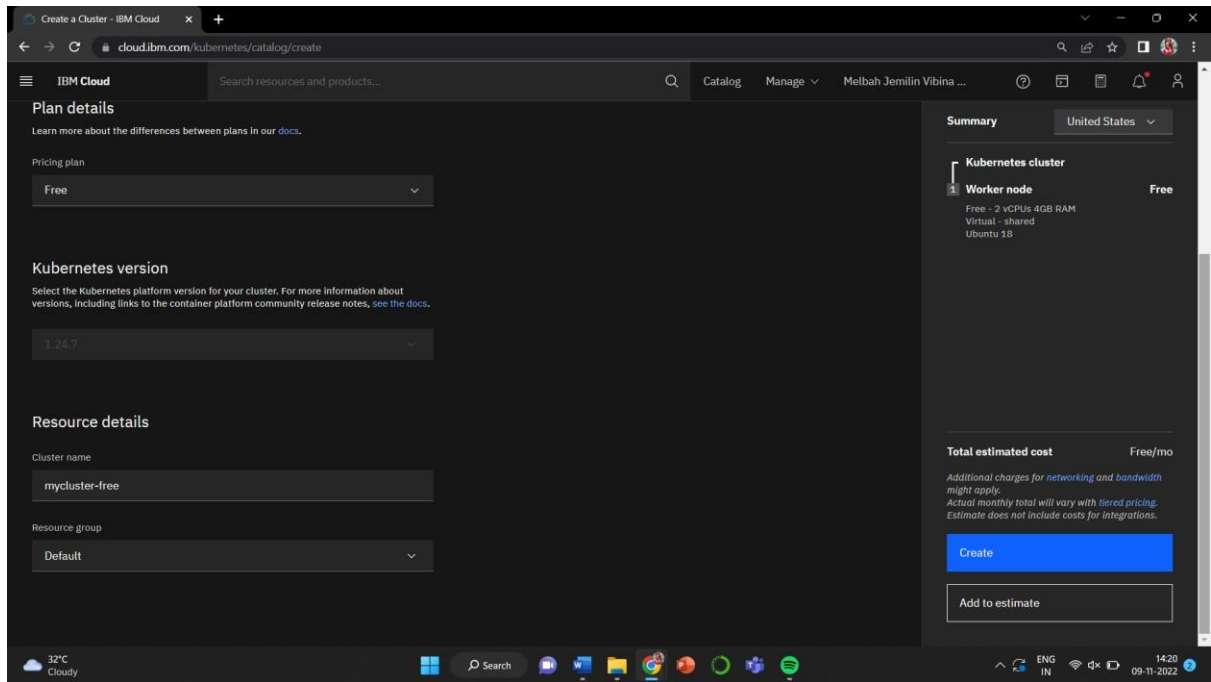 Create a Cluster - IBM Cloud
cloud.ibm.com/kubernetes/catalog/create
IBM Cloud
Search resources and products...
Catalog
Manage
Melbah Jemilin Vibina ...
Plan details
Learn more about the differences between plans in our docs.
Pricing plan
Free
Kubernetes version
Select the Kubernetes platform version for your cluster. For more information about
versions, including links to the container platform community release notes, see the docs.
1.24.7
Resource details
Cluster name
mycluster-free
Resource group
Default
Summary
United States
Kubernetes cluster
1 Worker node Free
Free - 2 vCPUs 4GB RAM
Virtual - shared
Ubuntu 18
Total estimated cost Free/mo
Additional charges for networking and bandwidth
might apply.
Actual monthly total will vary with tiered pricing.
Estimate does not include costs for integrations.
Create
Add to estimate
32°C
Cloudy
Search
ENG
IN
14:20
09-11-2022
2